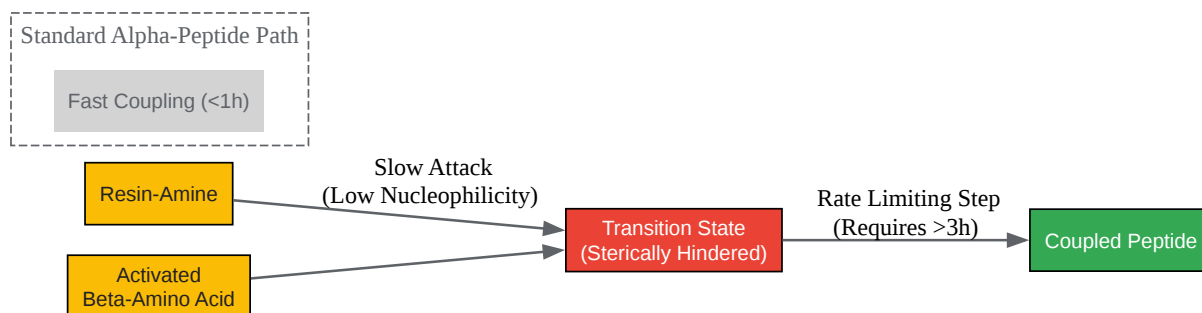 Standard Alpha-Peptide Path
Fast Coupling (<1h)
Resin-Amine
Slow Attack
(Low Nucleophilicity)
Activated
Beta-Amino Acid
Transition State
(Sterically Hindered)
Rate Limiting Step
(Requires >3h)
Coupled Peptide